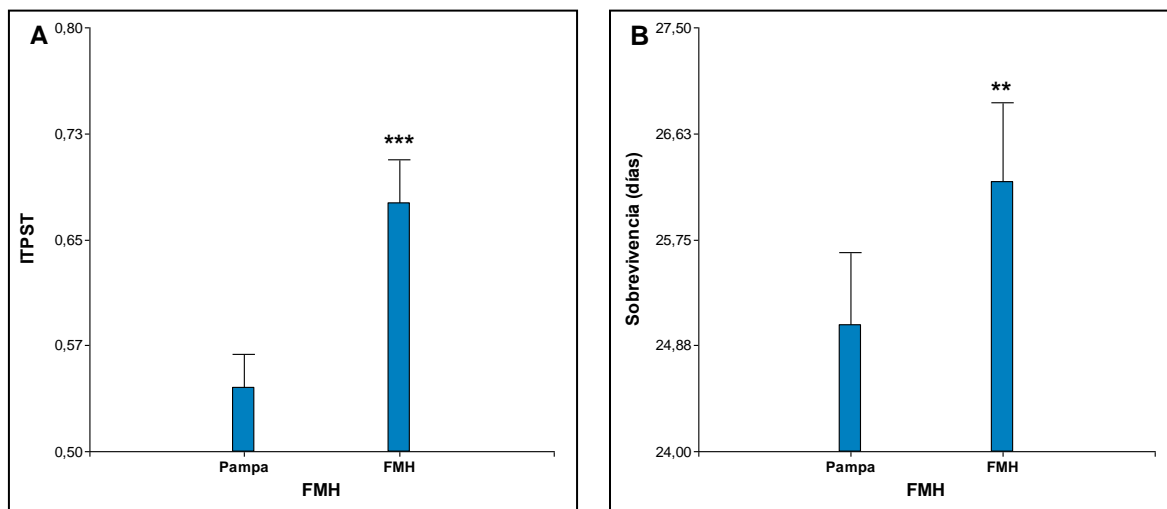 A
0,80
0,73
0,65
0,57
0,50
ITPST
***
Pampa FMH
FMH
B
27,50
26,63
25,75
24,88
24,00
Sobrevivencia (días)
**
Pampa FMH
FMH